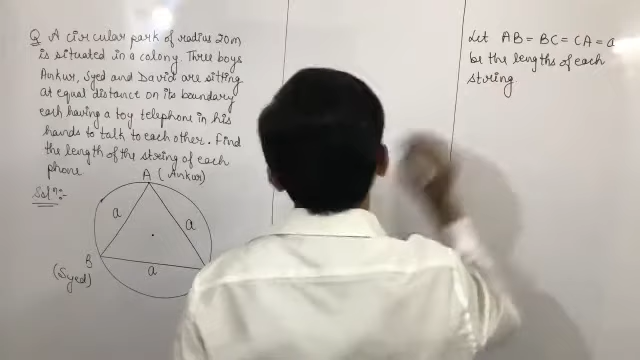 Q A circular park of radius 20m
is situated in a colony. Three boys
Ankur, Syed and David are sitting
at equal distance on its boundary
each having a toy telephone in his
hands to talk to each other. Find
the length of the string of each
phone
Solⁿ:-
A (Ankur)
a
a
B
a
(Syed)
Let AB = BC = CA = a
be the lengths of each
string